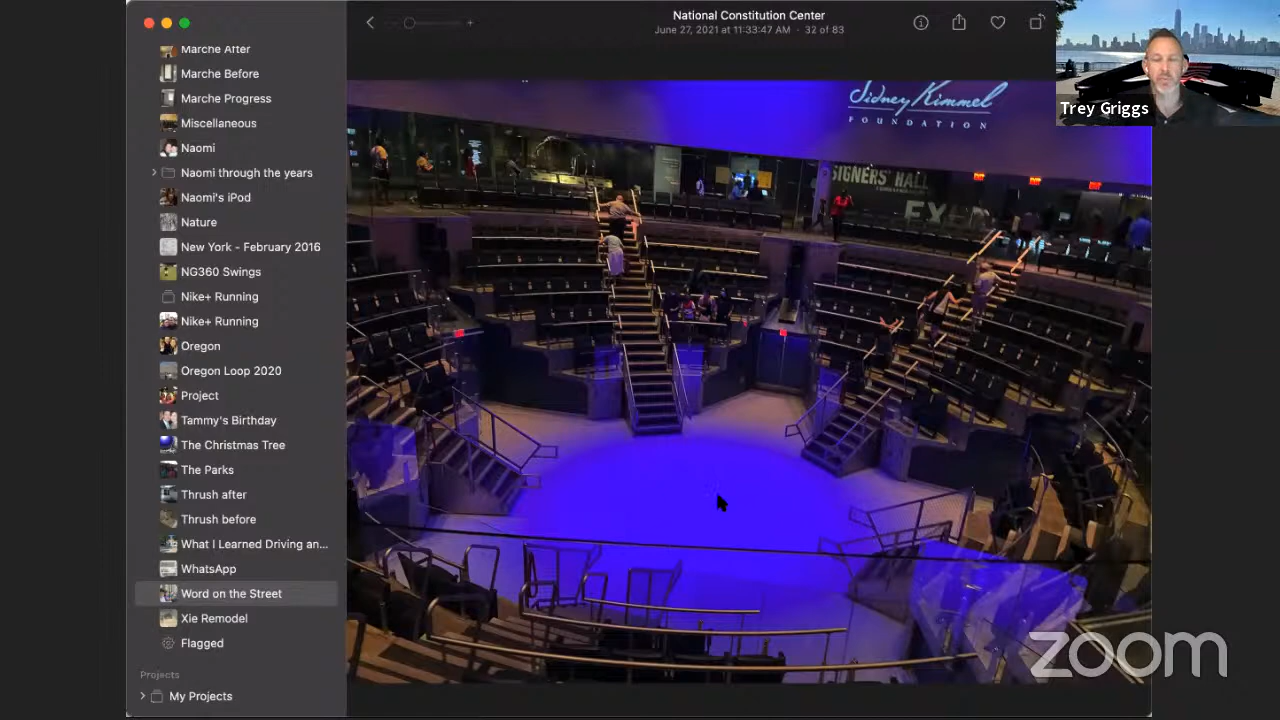 National Constitution Center
June 27, 2021 at 11:33:47 AM · 32 of 83
Trey Griggs
Marche After
Marche Before
Marche Progress
Miscellaneous
Naomi
Naomi through the years
Naomi's iPod
Nature
New York - February 2016
NG360 Swings
Nike+ Running
Nike+ Running
Oregon
Oregon Loop 2020
Project
Tammy's Birthday
The Christmas Tree
The Parks
Thrush after
Thrush before
What I Learned Driving an...
WhatsApp
Word on the Street
Xie Remodel
Flagged
Projects
My Projects
Sidney Kimmel
FOUNDATION
SIGNERS' HALL
zoom